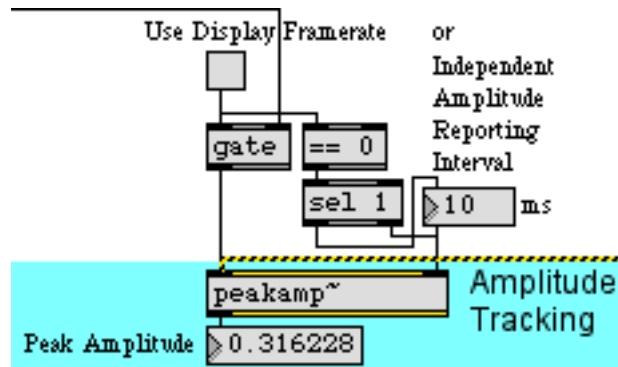 Use Display Framerate
or
Independent
Amplitude
Reporting
Interval
gate
== 0
sel 1
10
ms
peakamp~
Amplitude
Tracking
Peak Amplitude
0.316228